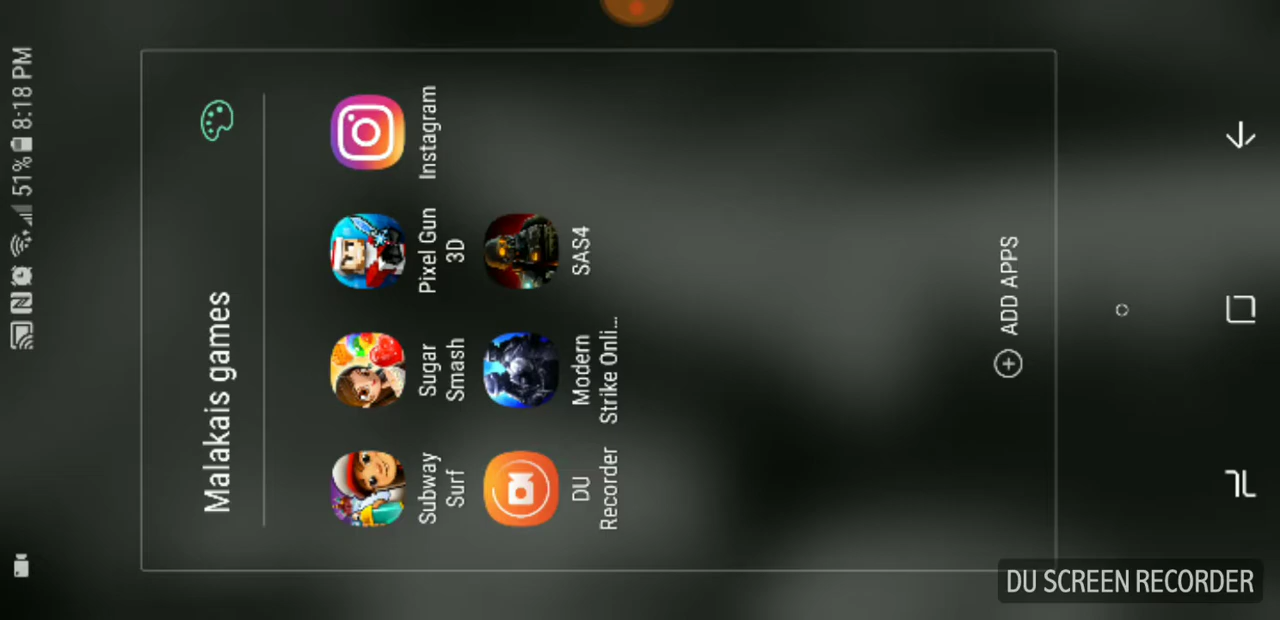 51% 8:18 PM
Malakais games
Subway
Surf
Sugar
Smash
Pixel Gun
3D
Instagram
DU
Recorder
Modern
Strike Onli...
SAS4
ADD APPS
DU SCREEN RECORDER